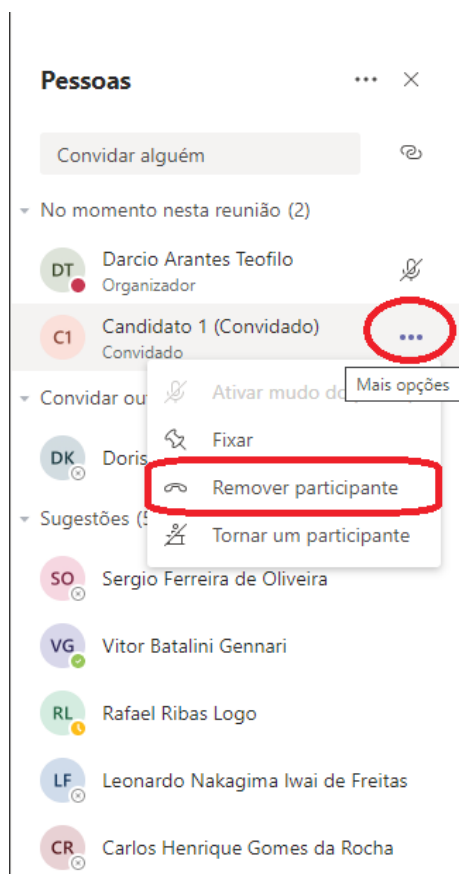 Pessoas
Convidar alguém
No momento nesta reunião (2)
DT
Darcio Arantes Teofilo
Organizador
C1
Candidato 1 (Convidado)
Convidado
Mais opções
Ativar mudo do
Convidar ou
Fixar
DK
Doris
Remover participante
Sugestões (5
Tornar um participante
SO
Sergio Ferreira de Oliveira
VG
Vitor Batalini Gennari
RL
Rafael Ribas Logo
LF
Leonardo Nakagima Iwai de Freitas
CR
Carlos Henrique Gomes da Rocha